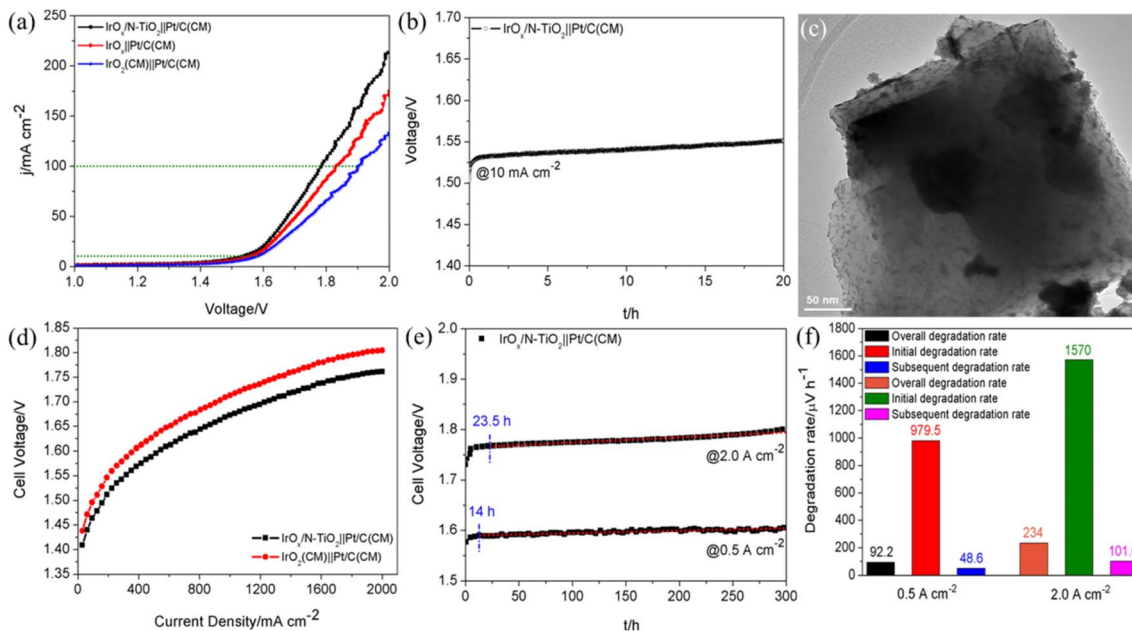 (a)
IrOₓ/N-TiO₂||Pt/C(CM)
IrOₓ||Pt/C(CM)
IrO₂(CM)||Pt/C(CM)
250
225
200
175
150
125
100
75
50
25
0
j/mA cm⁻²
1.0 1.2 1.4 1.6 1.8 2.0
Voltage/V
(b)
IrOₓ/N-TiO₂||Pt/C(CM)
@10 mA cm⁻²
1.70
1.65
1.60
1.55
1.50
1.45
1.40
Voltage/V
0 5 10 15 20
t/h
(c)
50 nm
(d)
1.85
1.80
1.75
1.70
1.65
1.60
1.55
1.50
1.45
1.40
1.35
Cell Voltage/V
IrOₓ/N-TiO₂||Pt/C(CM)
IrO₂(CM)||Pt/C(CM)
0 400 800 1200 1600 2000
Current Density/mA cm⁻²
(e)
IrOₓ/N-TiO₂||Pt/C(CM)
2.0
1.9
1.8
1.7
1.6
1.5
Cell Voltage/V
23.5 h
@2.0 A cm⁻²
14 h
@0.5 A cm⁻²
0 50 100 150 200 250 300
t/h
(f)
Overall degradation rate
Initial degradation rate
Subsequent degradation rate
Overall degradation rate
Initial degradation rate
Subsequent degradation rate
1800
1600
1400
1200
1000
800
600
400
200
0
Degradation rate/μV h⁻¹
92.2
979.5
48.6
234
1570
0.5 A cm⁻² 2.0 A cm⁻²